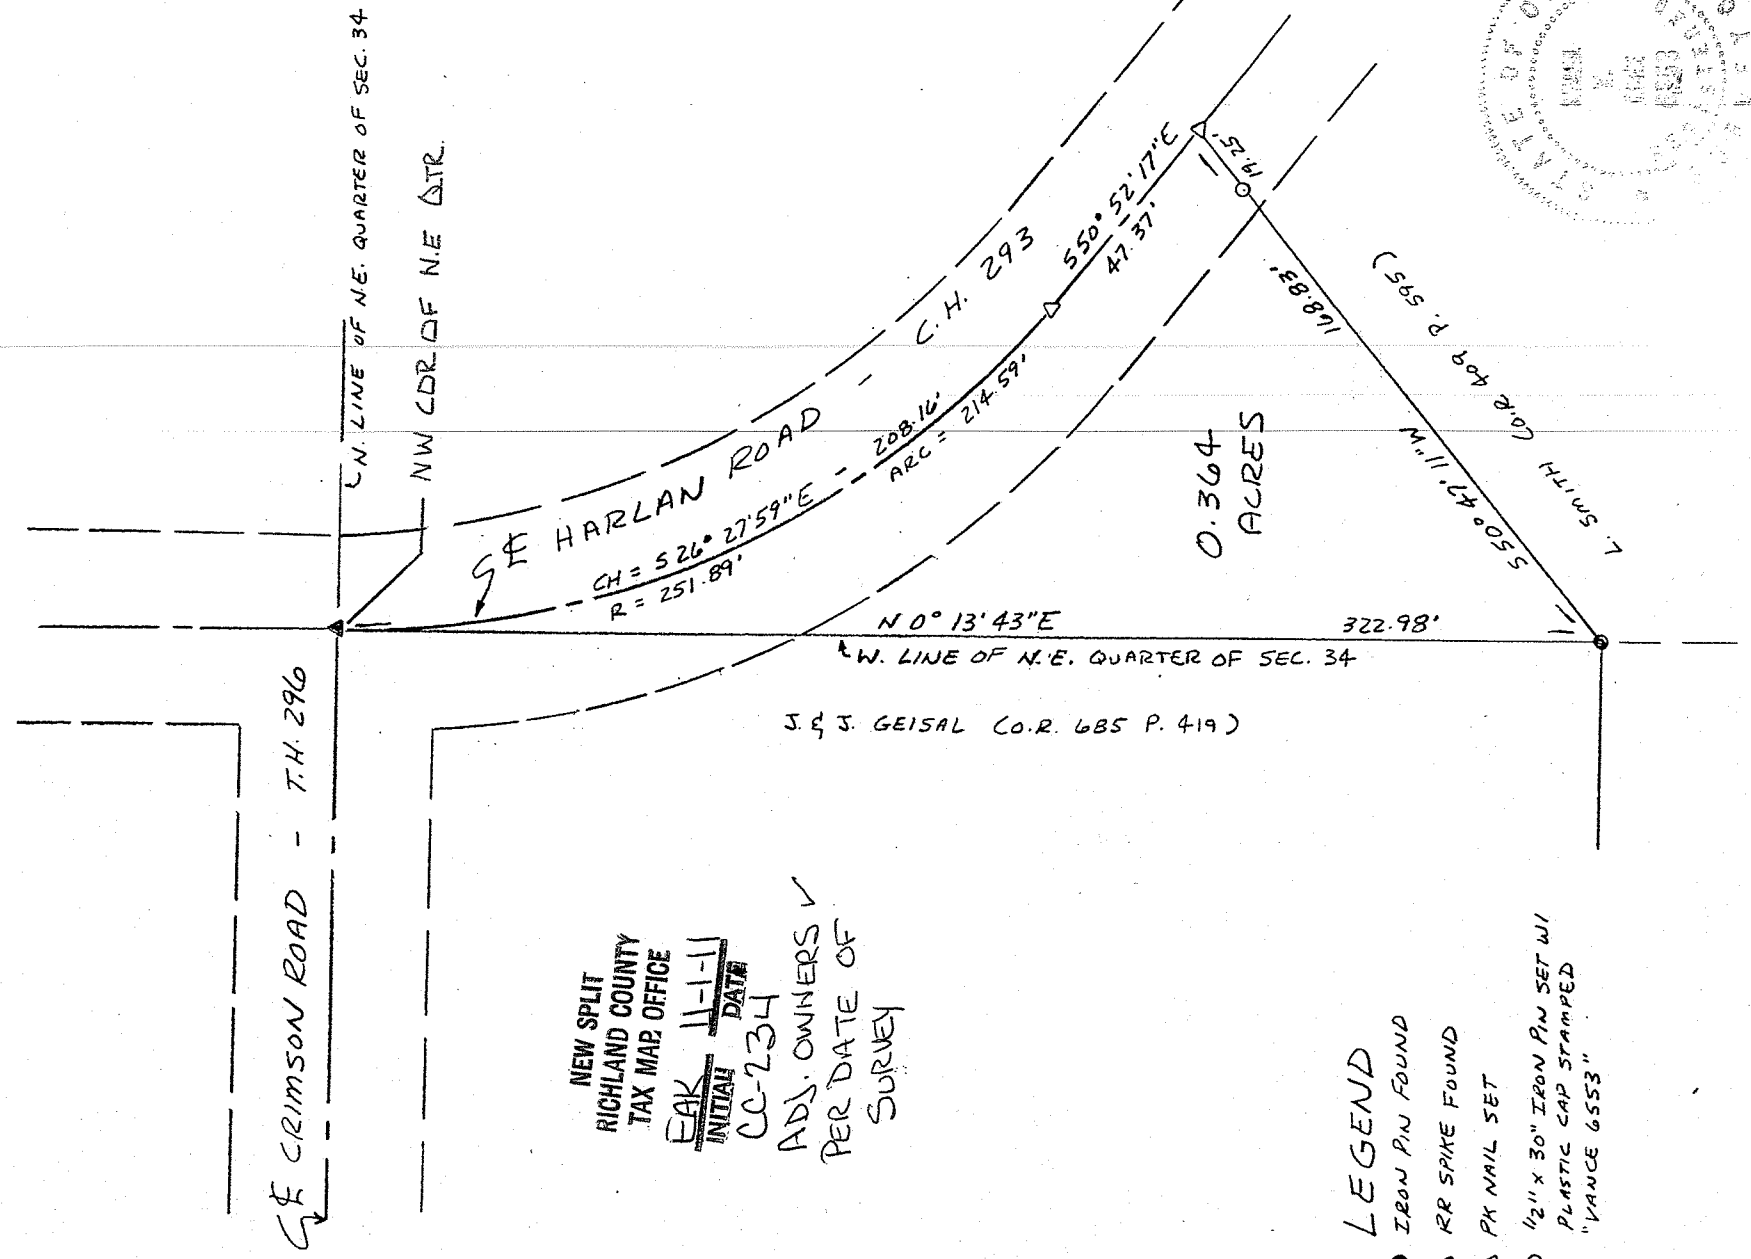 N. LINE OF N.E. QUARTER OF SEC. 34
NW COR OF N.E QTR.
STATE OF
℄ HARLAN ROAD - C.H. 293
CH = S 26° 27' 59" E - 208.16'
R = 251.89'
ARC = 214.59'
S50° 52' 17" E
47.37'
19.25'
168.83'
S50° 47' 11" W
L. SMITH (O.R 409 P. 595)
0.364
ACRES
N 0° 13' 43" E
322.98'
W. LINE OF N.E. QUARTER OF SEC. 34
J. & J. GEISAL (O.R. 685 P. 419)
℄ CRIMSON ROAD - T.H. 296
NEW SPLIT
RICHLAND COUNTY
TAX MAP OFFICE
EAK 11-1-11
INITIAL DATE
CC-234
ADJ. OWNERS ✓
PER DATE OF
SURVEY
LEGEND
IRON PIN FOUND
RR SPIKE FOUND
PK NAIL SET
1/2" x 30" IRON PIN SET W/
PLASTIC CAP STAMPED
"VANCE 6553"